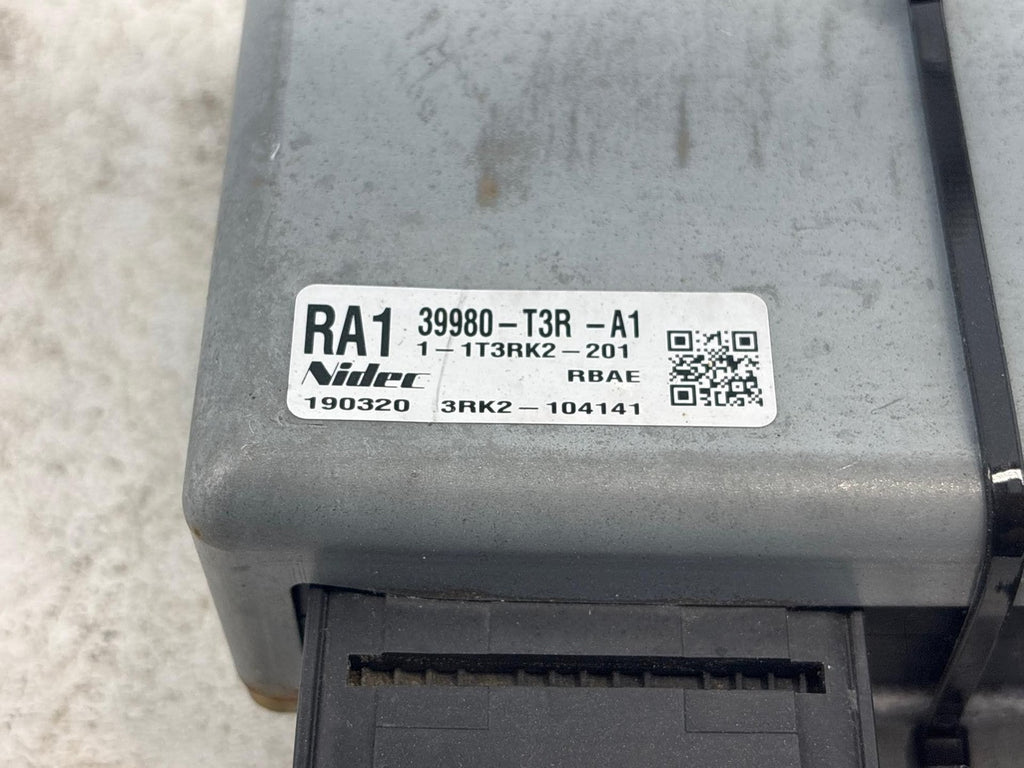 RA1 39980-T3R -A1
1-1T3RK2-201
Nidec RBAE
190320 3RK2-104141